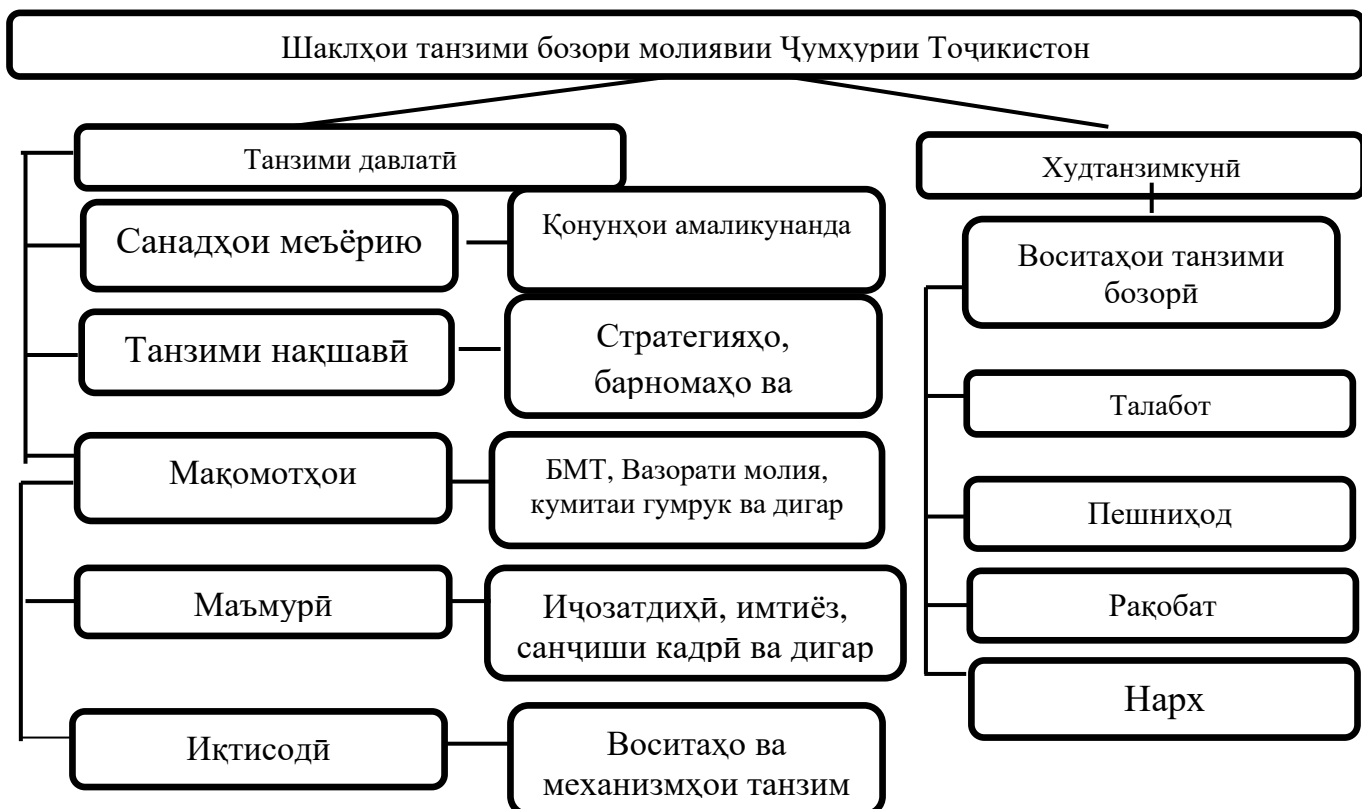 Шаклҳои танзими бозори молиявии Ҷумҳурии Тоҷикистон
Танзими давлатӣ
Санадҳои меъёрию
Қонунҳои амаликунанда
Танзими нақшавӣ
Стратегияҳо,
барномаҳо ва
Мақомотҳои
БМТ, Вазорати молия,
кумитаи гумрук ва дигар
Маъмурӣ
Иҷозатдиҳӣ, имтиёз,
санҷиши кадрӣ ва дигар
Иқтисодӣ
Воситаҳо ва
механизмҳои танзим
Худтанзимкунӣ
Воситаҳои танзими
бозорӣ
Талабот
Пешниҳод
Рақобат
Нарх